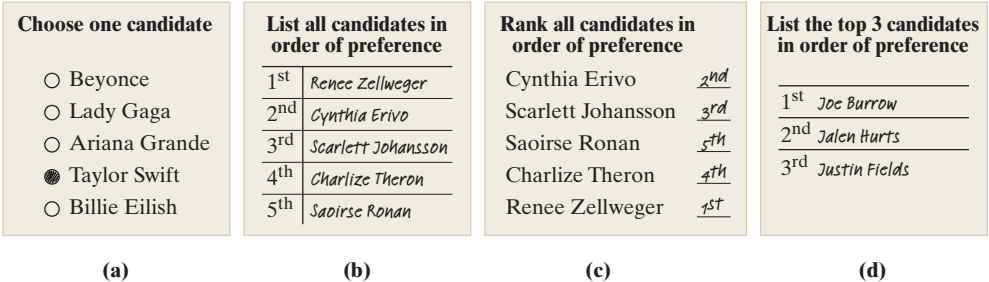 Choose one candidate
Beyonce
Lady Gaga
Ariana Grande
Taylor Swift
Billie Eilish
(a)
List all candidates in
order of preference
1st Renee Zellweger
2nd Cynthia Erivo
3rd Scarlett Johansson
4th Charlize Theron
5th Saoirse Ronan
(b)
Rank all candidates in
order of preference
Cynthia Erivo 2nd
Scarlett Johansson 3rd
Saoirse Ronan 5th
Charlize Theron 4th
Renee Zellweger 1st
(c)
List the top 3 candidates
in order of preference
1st Joe Burrow
2nd Jalen Hurts
3rd Justin Fields
(d)